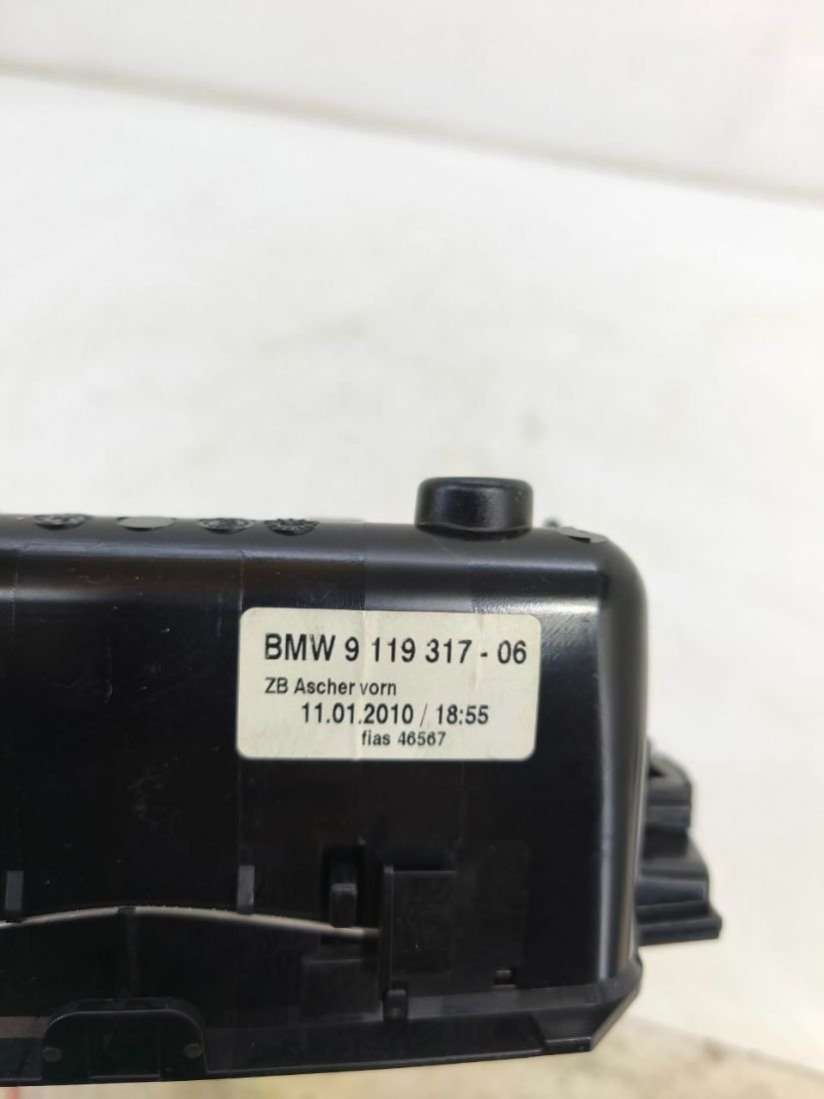 BMW 9 119 317 - 06
ZB Ascher vorn
11.01.2010 / 18:55
fias 46567